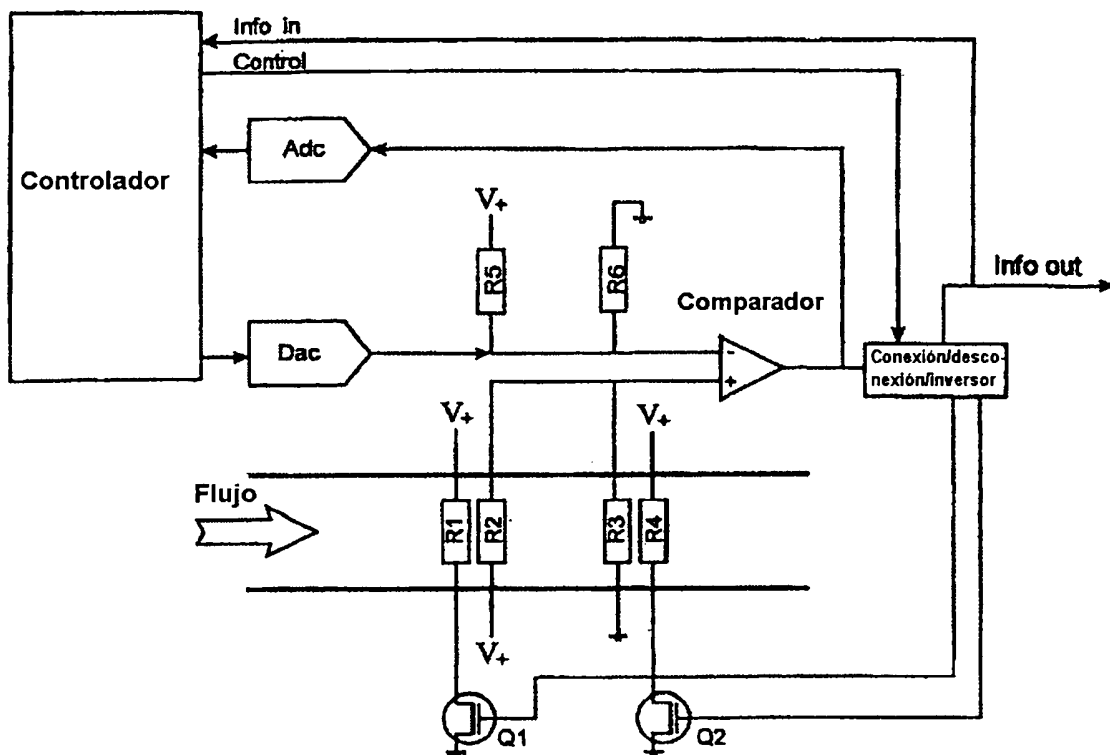 Info in
Control
Adc
Controlador
V+
R5
R6
Info out
Comparador
Dac
-
+
Conexión/desco-
nexión/inversor
V+
V+
Flujo
R1
R2
R3
R4
V+
Q1
Q2